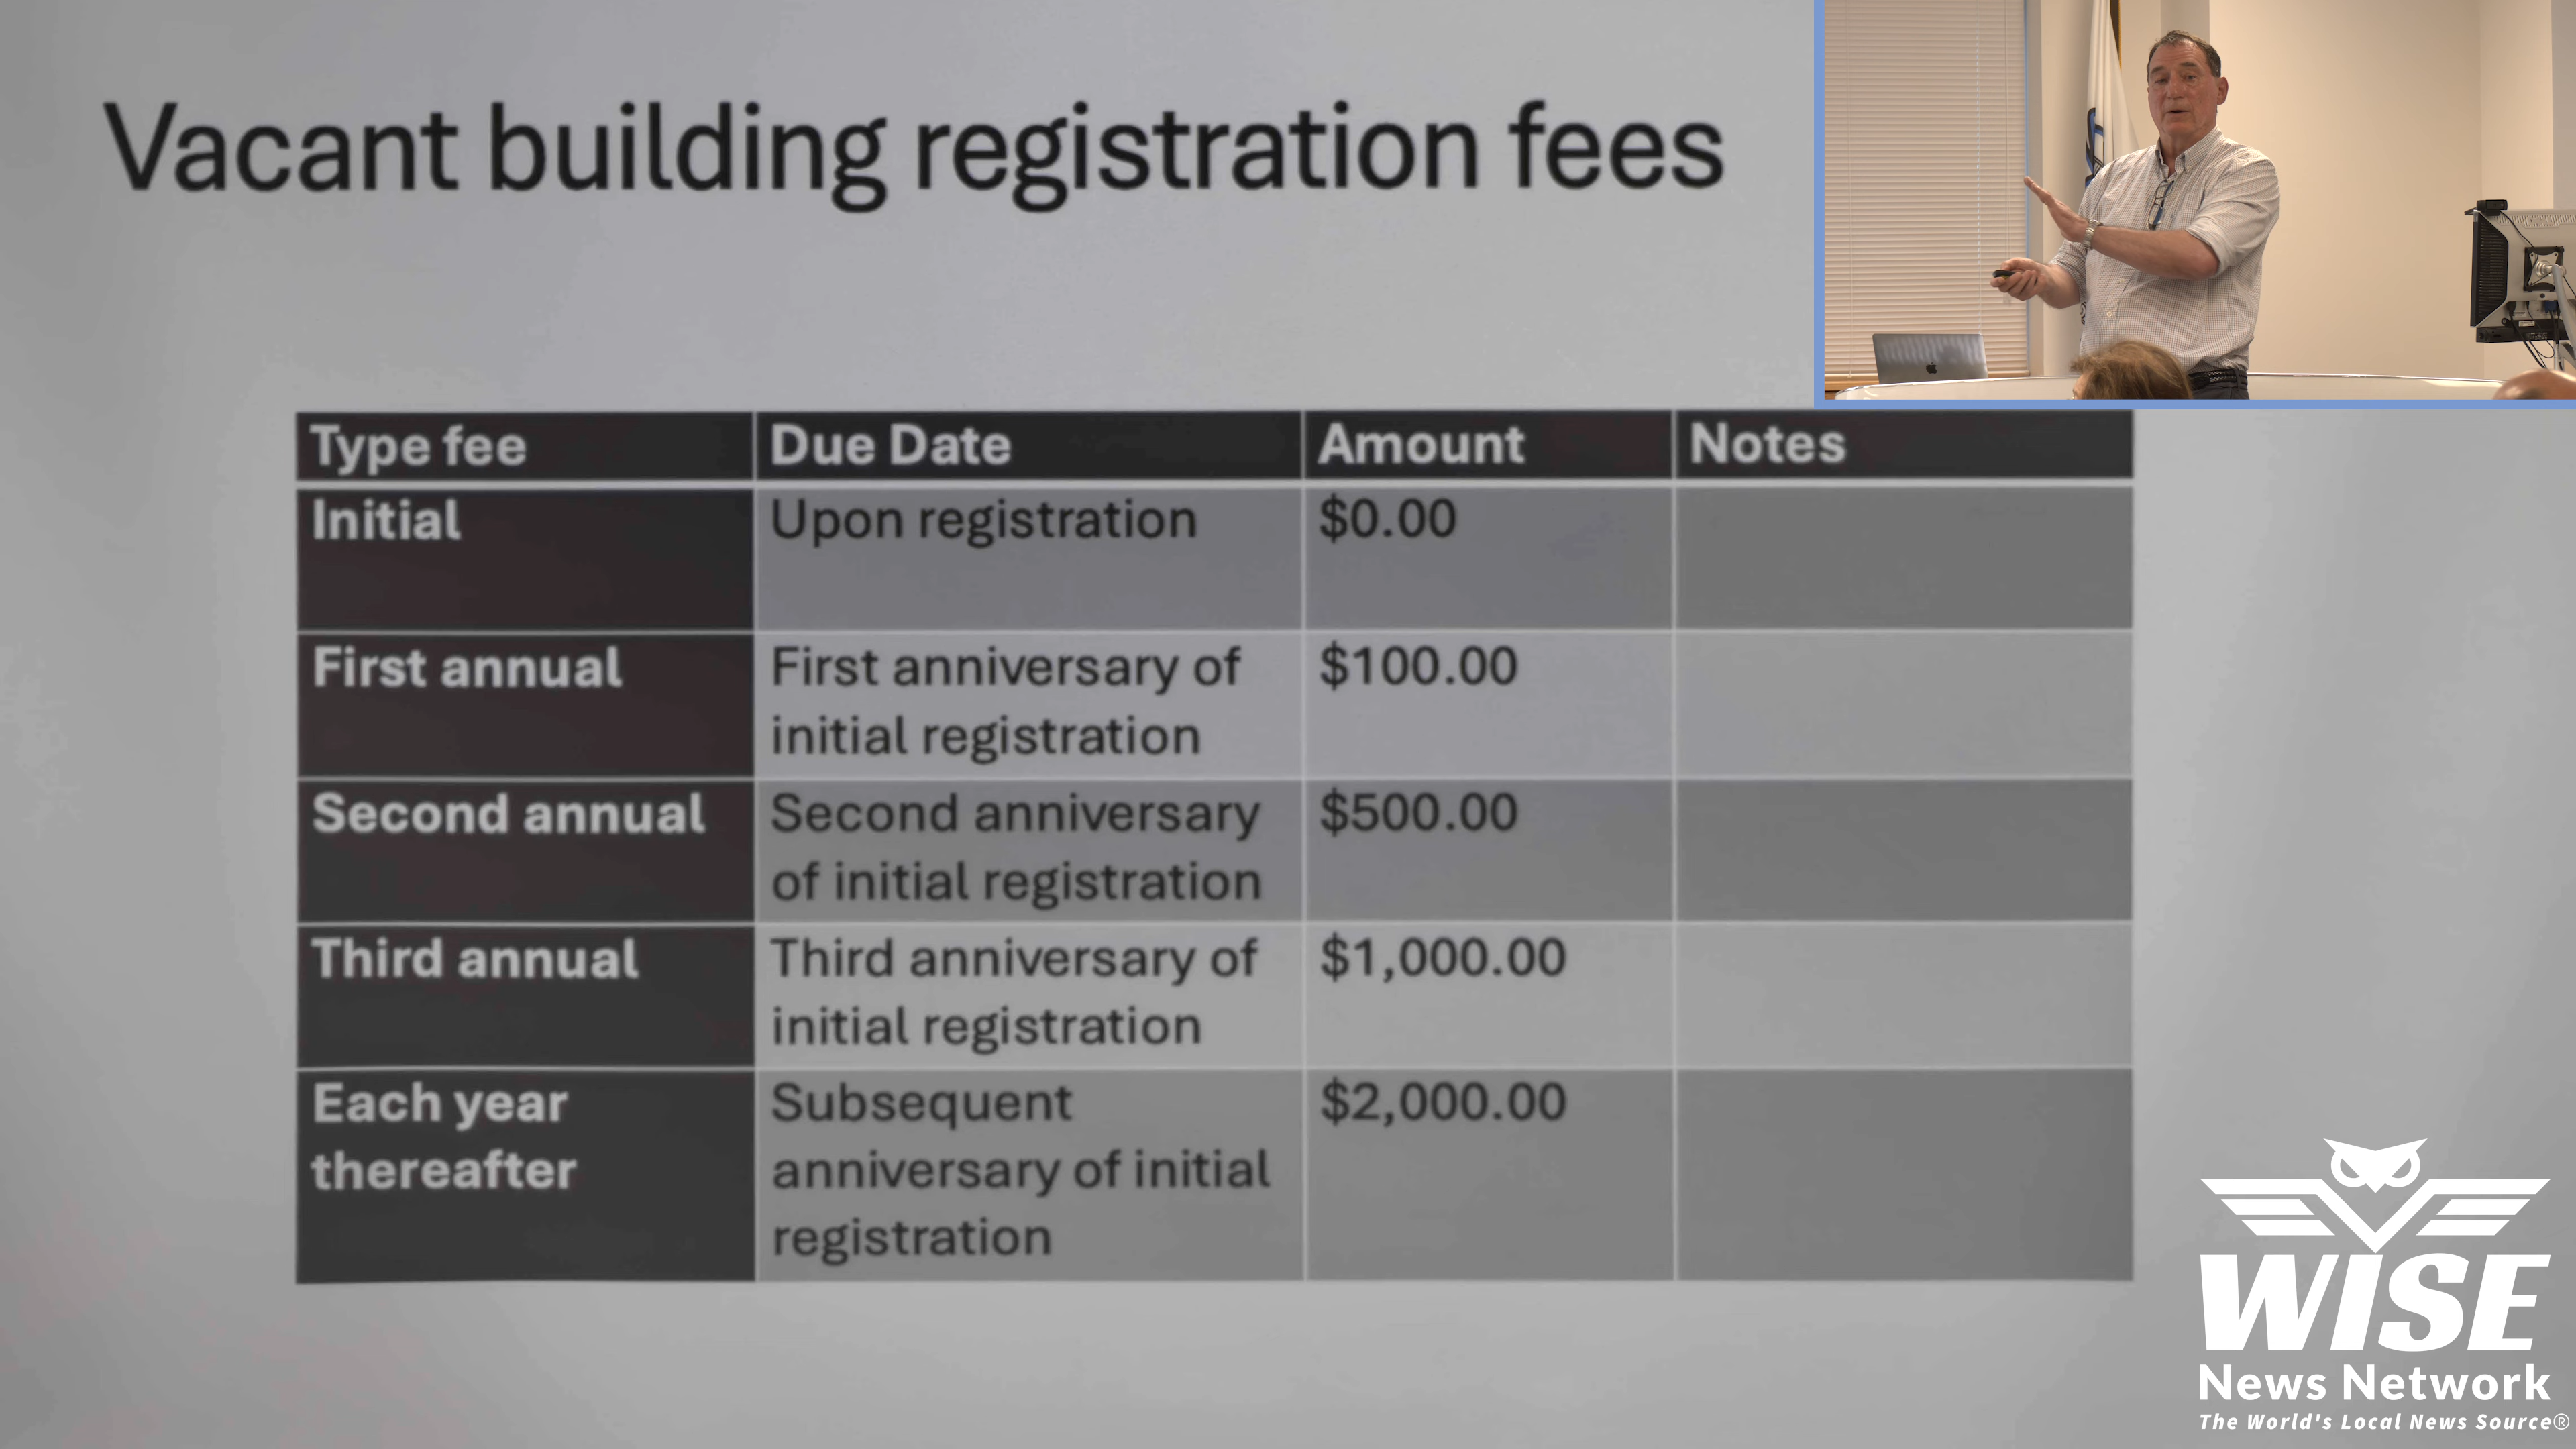 Vacant building registration fees
Type fee Due Date Amount Notes
Initial Upon registration $0.00
First annual First anniversary of $100.00
initial registration
Second annual Second anniversary $500.00
of initial registration
Third annual Third anniversary of $1,000.00
initial registration
Each year Subsequent $2,000.00
thereafter anniversary of initial
registration
WISE
News Network
The World's Local News Source®